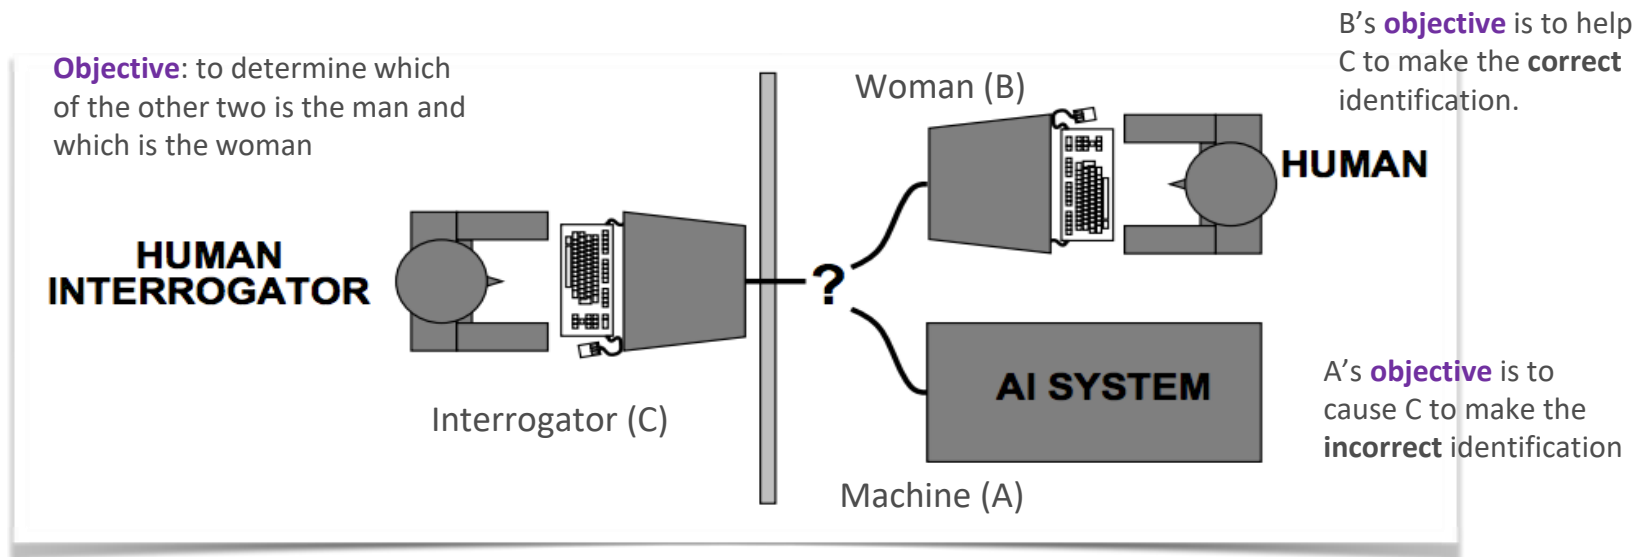 Objective: to determine which
of the other two is the man and
which is the woman
HUMAN
INTERROGATOR
Interrogator (C)
?
Woman (B)
B’s objective is to help
C to make the correct
identification.
HUMAN
AI SYSTEM
Machine (A)
A’s objective is to
cause C to make the
incorrect identification